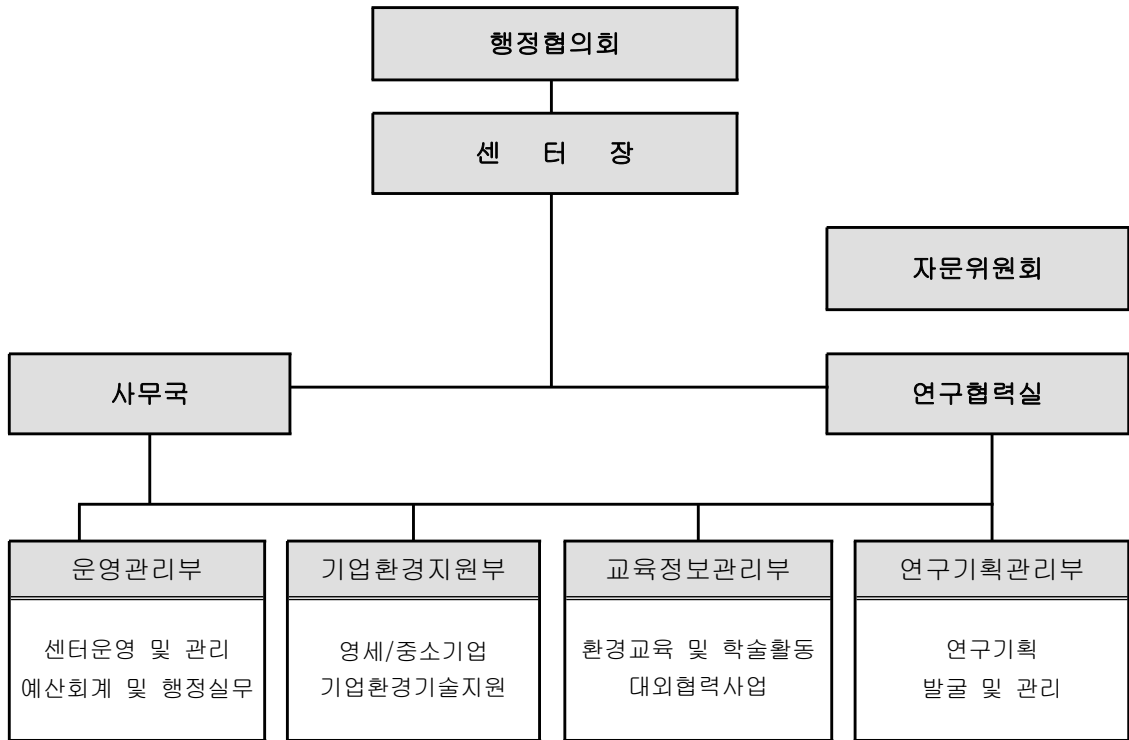 행정협의회
센 터 장
자문위원회
사무국
연구협력실
운영관리부
센터운영 및 관리
예산회계 및 행정실무
기업환경지원부
영세/중소기업
기업환경기술지원
교육정보관리부
환경교육 및 학술활동
대외협력사업
연구기획관리부
연구기획
발굴 및 관리